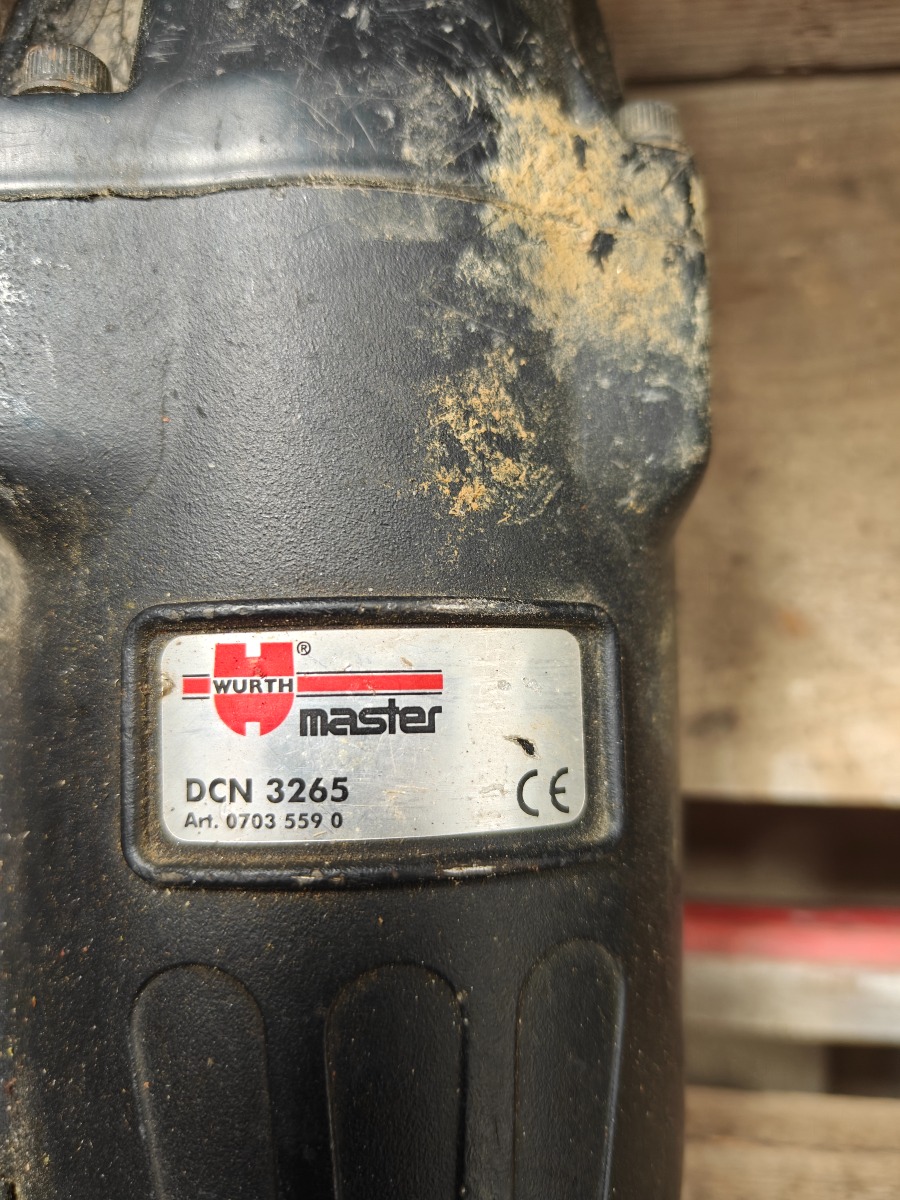 WURTH®
master
DCN 3265
Art. 0703 559 0
CE